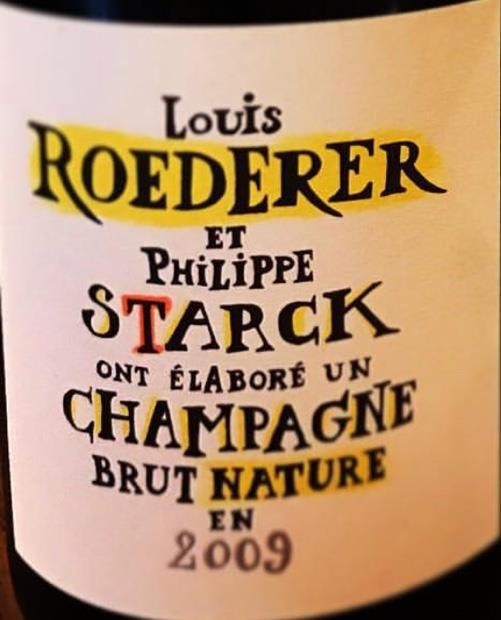 Louis
ROEDERER
ET
PHiLiPPE
STARCK
ONT ÉLABORÉ UN
CHAMPAGNE
BRUT NATURE
EN
2009